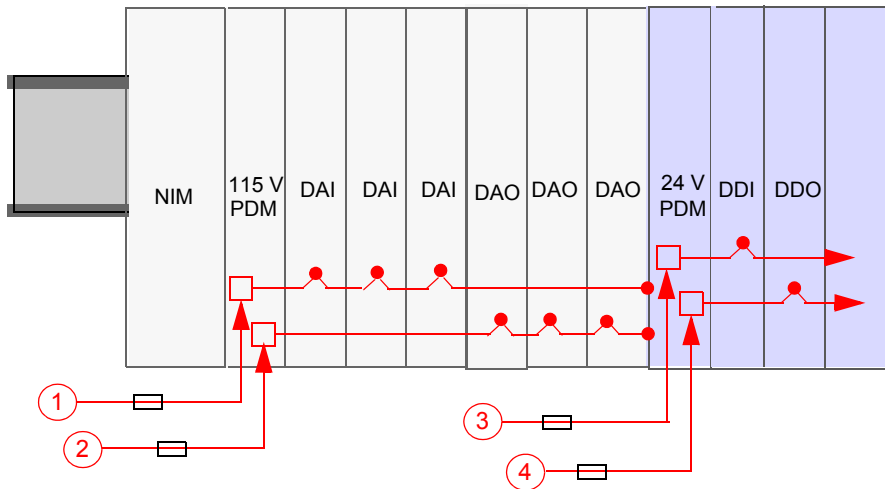 NIM
115 V
PDM
DAI
DAI
DAI
DAO
DAO
DAO
24 V
PDM
DDI
DDO
1
2
3
4